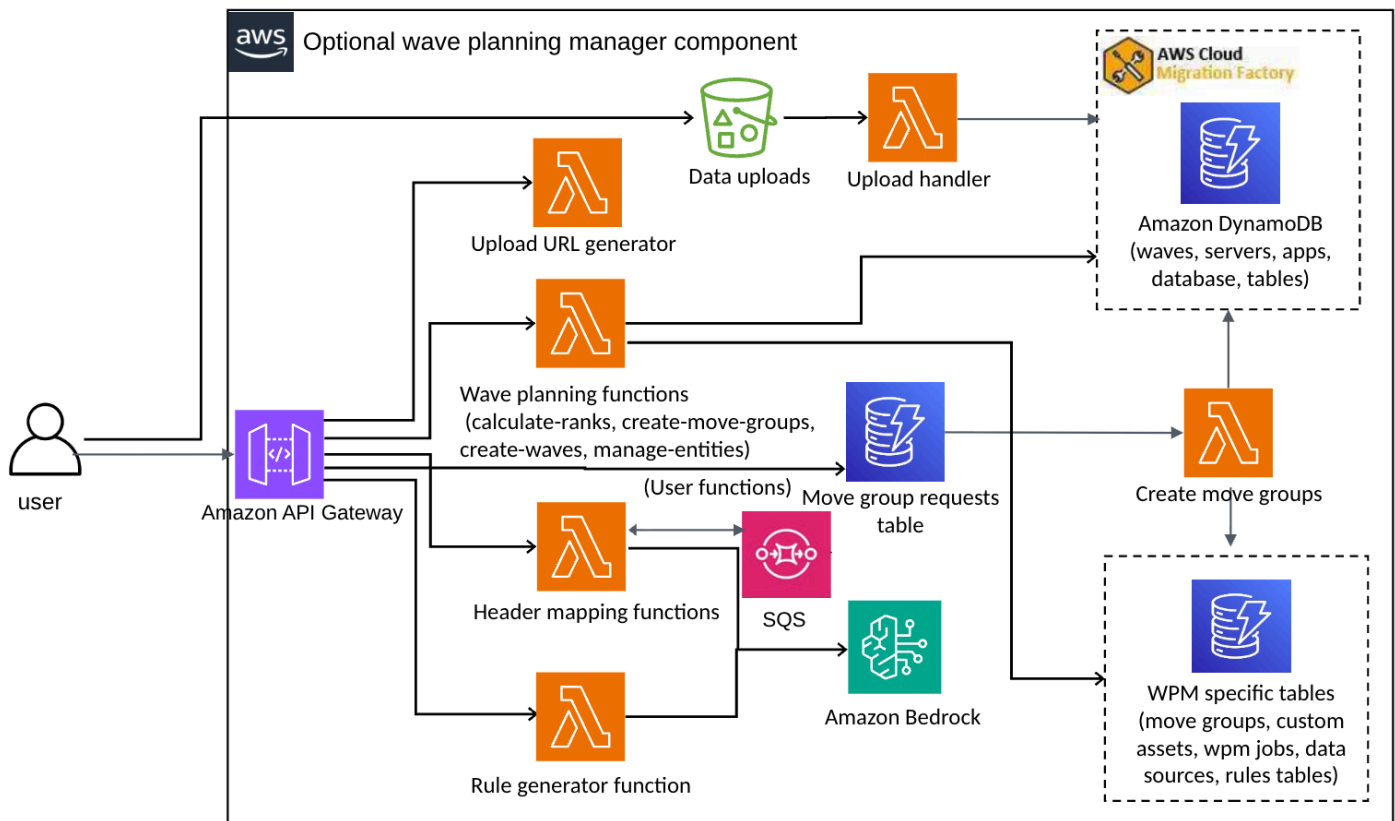 aws
Optional wave planning manager component
AWS Cloud
Migration Factory
Data uploads
Upload handler
Upload URL generator
Amazon DynamoDB
(waves, servers, apps,
database, tables)
Wave planning functions
(calculate-ranks, create-move-groups,
create-waves, manage-entities)
(User functions)
Move group requests
table
Create move groups
user
Amazon API Gateway
Header mapping functions
SQS
Amazon Bedrock
WPM specific tables
(move groups, custom
assets, wpm jobs, data
sources, rules tables)
Rule generator function